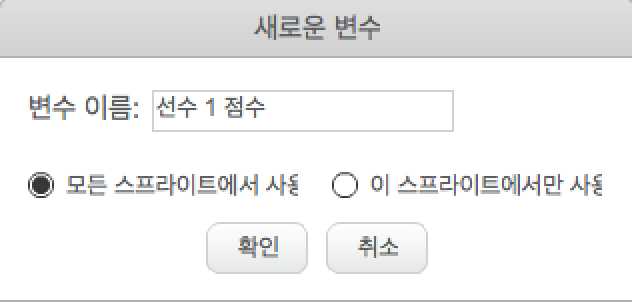 새로운 변수
변수 이름: 선수 1 점수
모든 스프라이트에서 사용 이 스프라이트에서만 사용
확인 취소